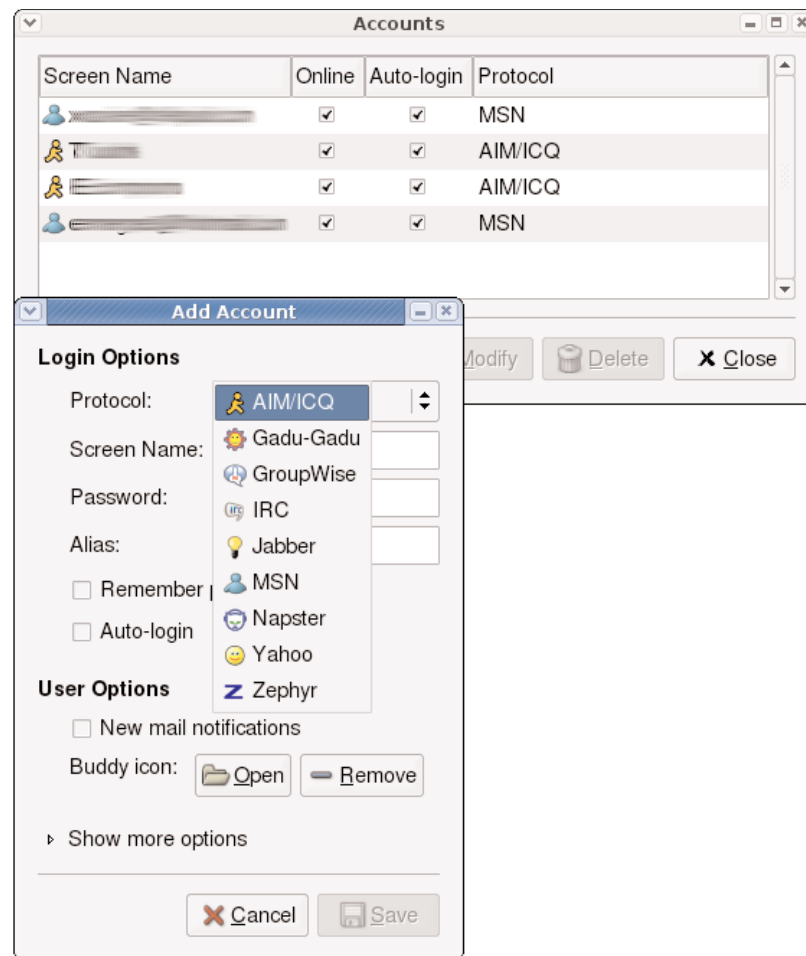 Accounts
Screen Name Online Auto-login Protocol
MSN
AIM/ICQ
AIM/ICQ
MSN
Modify Delete Close
Add Account
Login Options
Protocol: AIM/ICQ
Gadu-Gadu
Screen Name:
GroupWise
Password:
IRC
Alias: Jabber
Remember MSN
Napster
Auto-login
Yahoo
User Options Zephyr
New mail notifications
Buddy icon: Open Remove
Show more options
Cancel Save